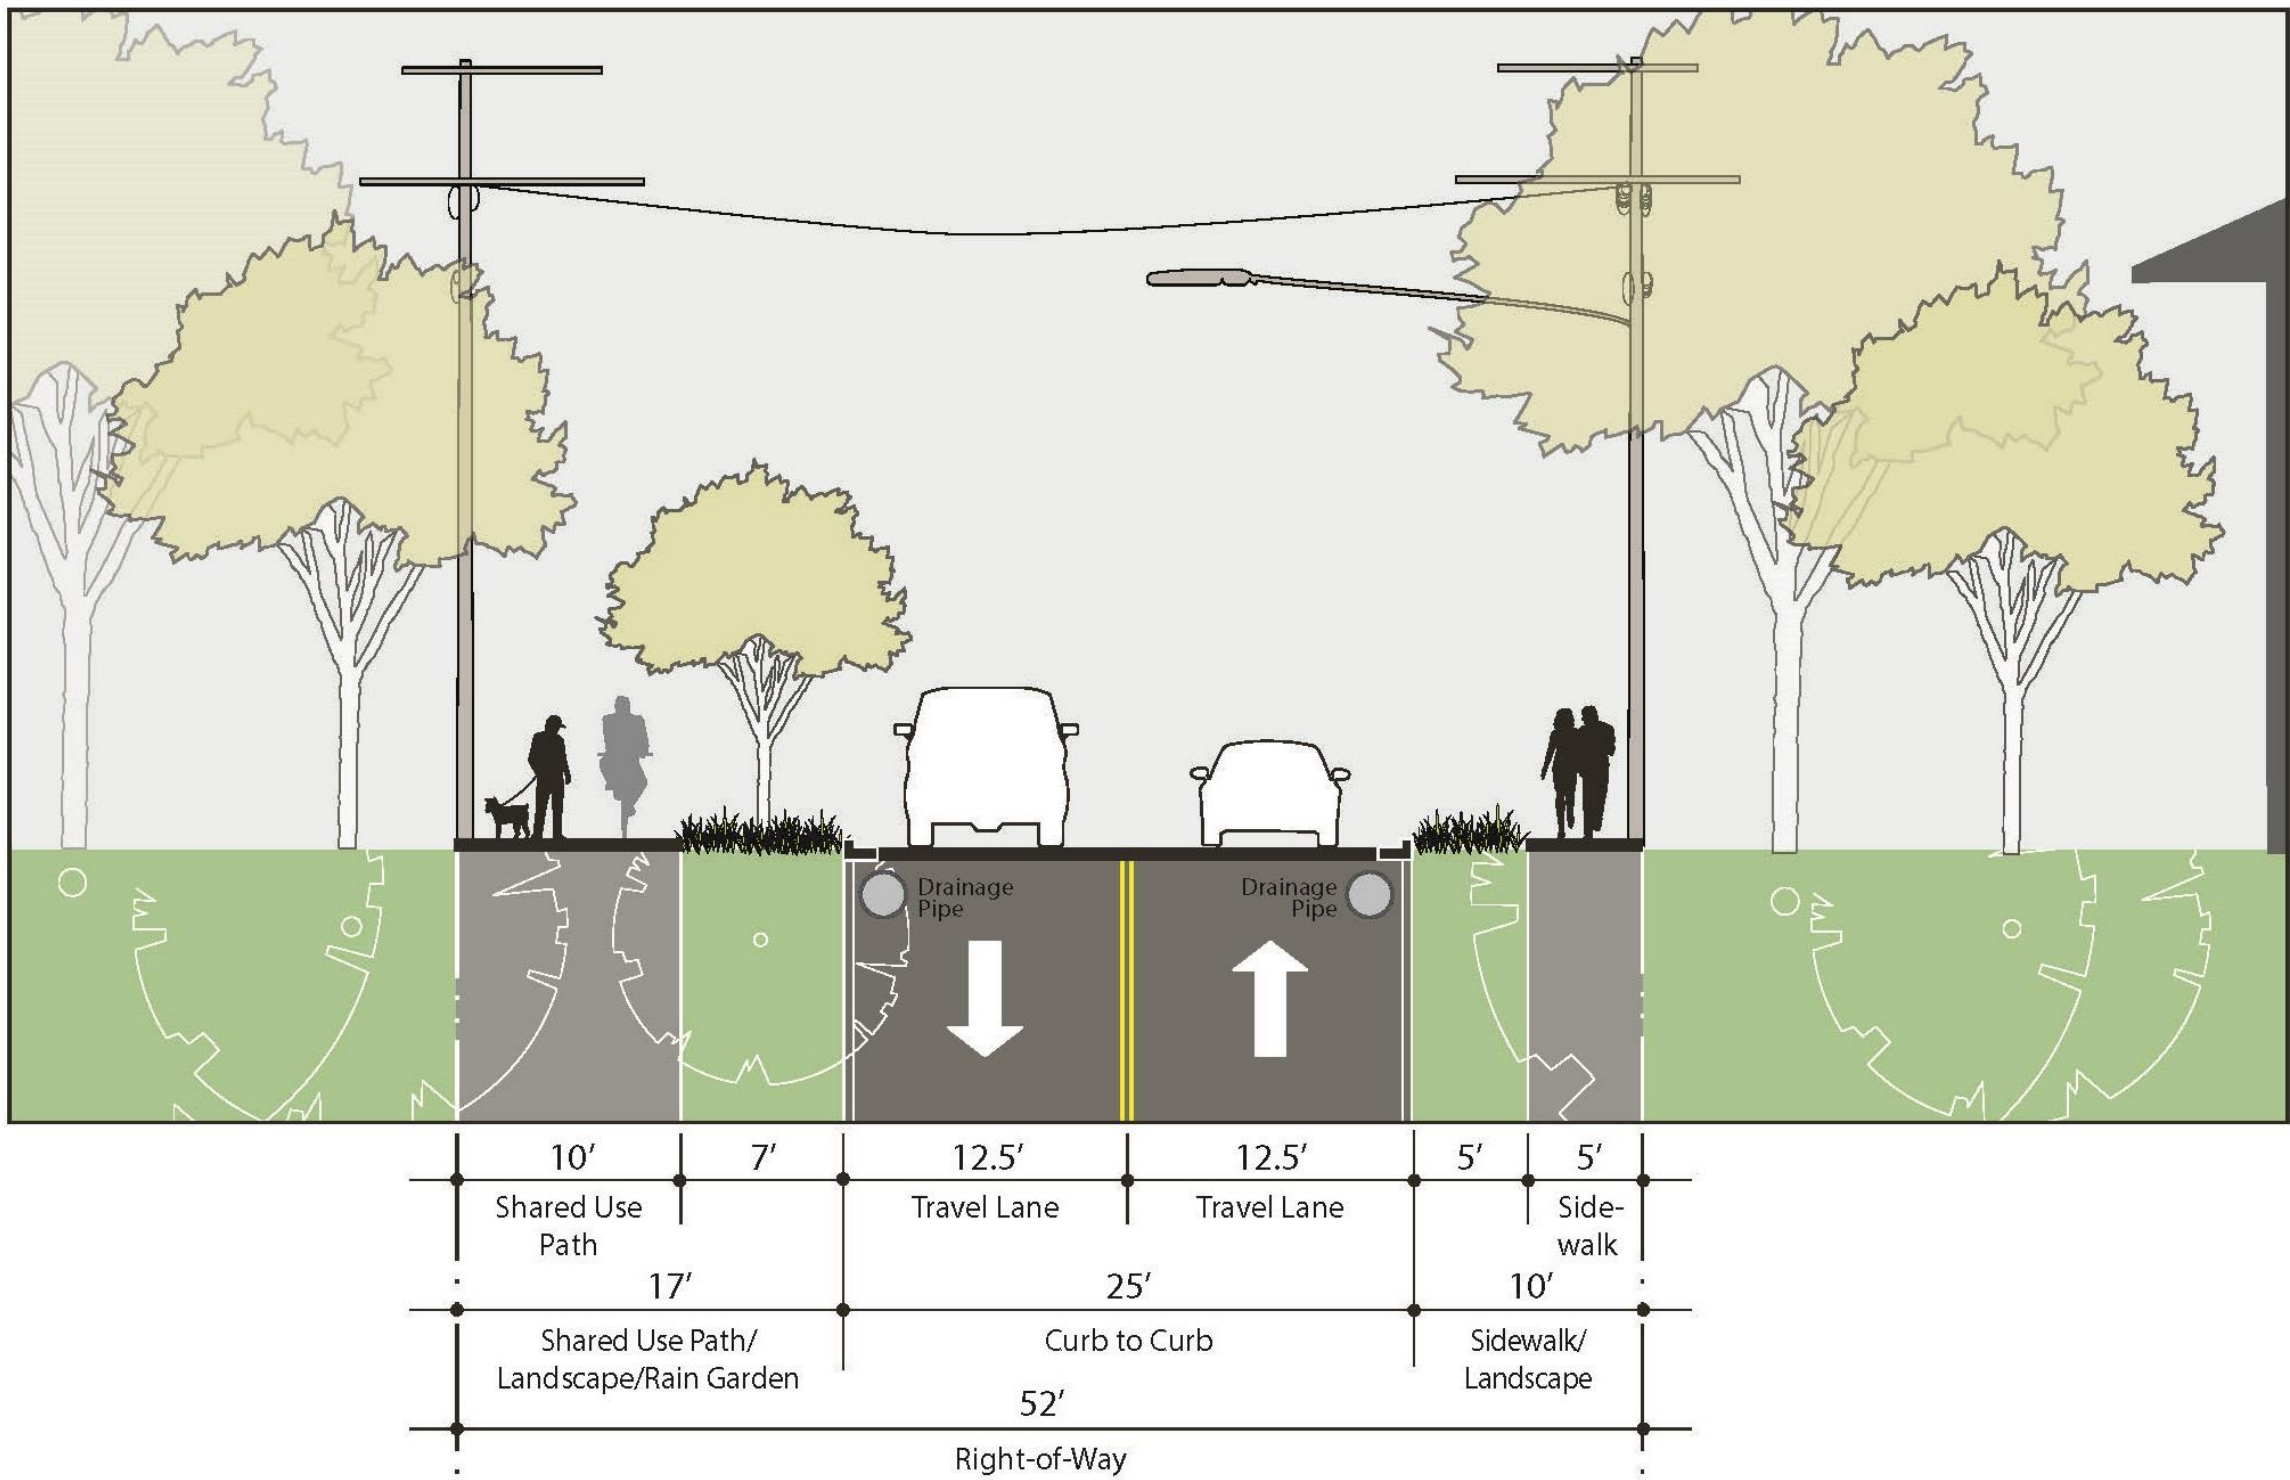 Drainage
Pipe
Drainage
Pipe
10′ 7′ 12.5′ 12.5′ 5′ 5′
Shared Use
Path
Travel Lane
Travel Lane
Side-
walk
17′ 25′ 10′
Shared Use Path/
Landscape/Rain Garden
Curb to Curb
Sidewalk/
Landscape
52′
Right-of-Way